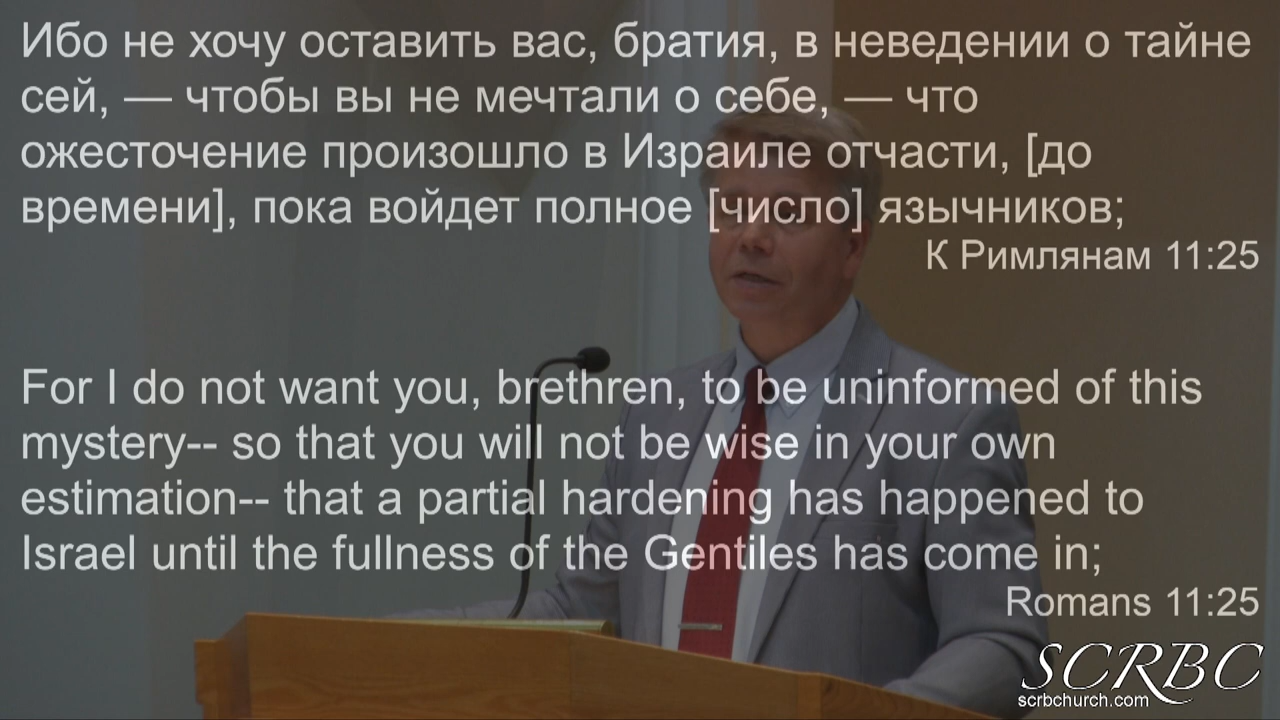 Ибо не хочу оставить вас, братия, в неведении о тайне
сей, — чтобы вы не мечтали о себе, — что
ожесточение произошло в Израиле отчасти, [до
времени], пока войдет полное [число] язычников;
К Римлянам 11:25
For I do not want you, brethren, to be uninformed of this
mystery-- so that you will not be wise in your own
estimation-- that a partial hardening has happened to
Israel until the fullness of the Gentiles has come in;
Romans 11:25
SCRBC
scrbchurch.com